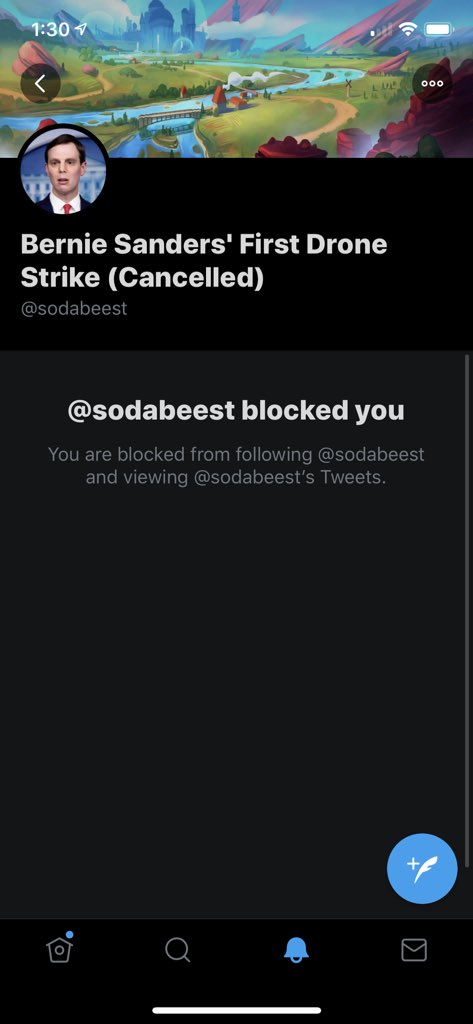 1:30
Bernie Sanders' First Drone
Strike (Cancelled)
@sodabeest
@sodabeest blocked you
You are blocked from following @sodabeest
and viewing @sodabeest’s Tweets.